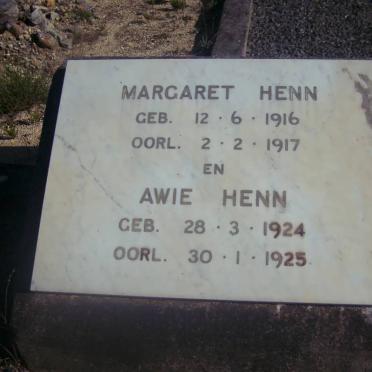 MARGARET HENN
GEB. 12·6·1916
OORL. 2·2·1917
EN
AWIE HENN
GEB. 28·3·1924
OORL. 30·1·1925